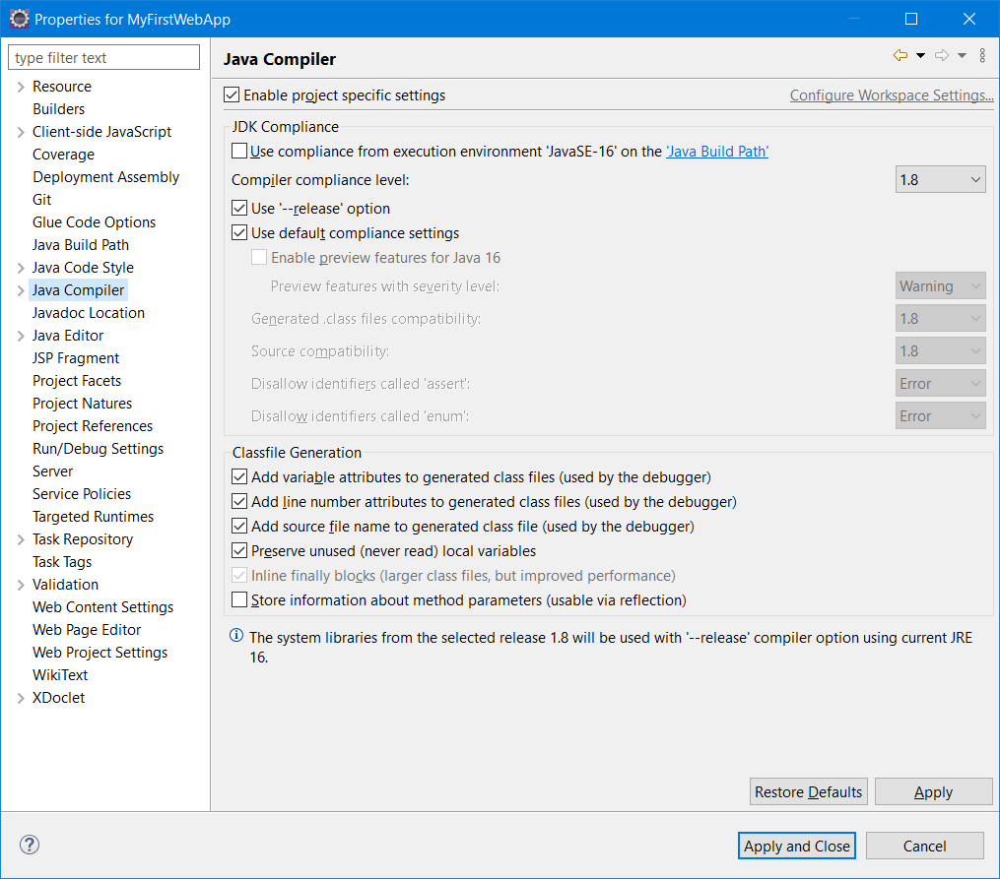 Properties for MyFirstWebApp
type filter text
Resource
Builders
Client-side JavaScript
Coverage
Deployment Assembly
Git
Glue Code Options
Java Build Path
Java Code Style
Java Compiler
Javadoc Location
Java Editor
JSP Fragment
Project Facets
Project Natures
Project References
Run/Debug Settings
Server
Service Policies
Targeted Runtimes
Task Repository
Task Tags
Validation
Web Content Settings
Web Page Editor
Web Project Settings
WikiText
XDoclet
Java Compiler
Enable project specific settings
Configure Workspace Settings...
JDK Compliance
Use compliance from execution environment 'JavaSE-16' on the 'Java Build Path'
Compiler compliance level:
1.8
Use '--release' option
Use default compliance settings
Enable preview features for Java 16
Preview features with severity level:
Warning
Generated .class files compatibility:
1.8
Source compatibility:
1.8
Disallow identifiers called 'assert':
Error
Disallow identifiers called 'enum':
Error
Classfile Generation
Add variable attributes to generated class files (used by the debugger)
Add line number attributes to generated class files (used by the debugger)
Add source file name to generated class file (used by the debugger)
Preserve unused (never read) local variables
Inline finally blocks (larger class files, but improved performance)
Store information about method parameters (usable via reflection)
The system libraries from the selected release 1.8 will be used with '--release' compiler option using current JRE
16.
Restore Defaults
Apply
?
Apply and Close
Cancel